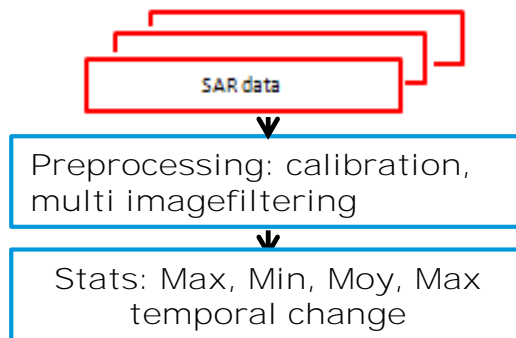 SAR data
Preprocessing: calibration,
multi imagefiltering
Stats: Max, Min, Moy, Max
temporal change